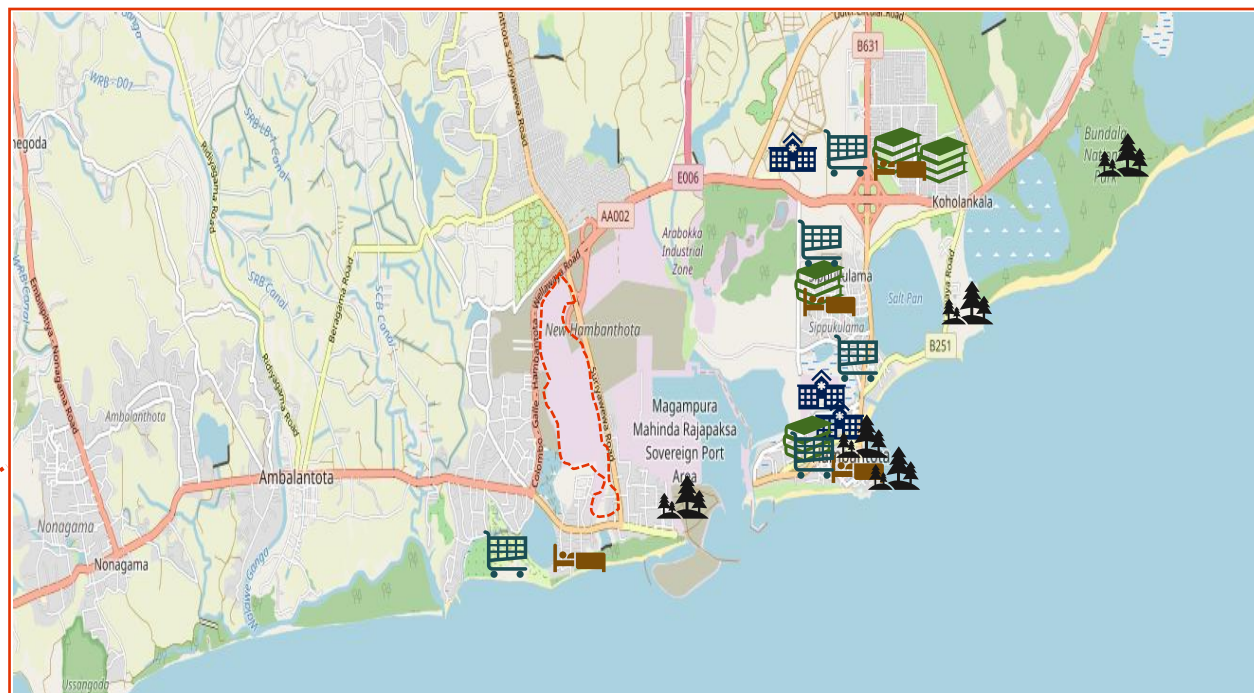 Outer Circular Road
B631
WRB - D01
Ridiyagama Road
SRB LB-1 Canal
E006
Bundala
National
Park
Koholankala
AA002
Arabokka
Industrial
Zone
WRB Canal
SRB Canal
Beragama Road
SCB Canal
Colombo - Galle - Hambantota - Wellawaya Road
Salt Pan
New Hambanthota
Sippukulama
B251
Embilipitiya - Nonagama Road
Ridiyagama Road
Suriyawewa Road
Ambalanthota
Magampura
Mahinda Rajapaksa
Sovereign Port
Area
Ambalantota
Nonagama
Nonagama
Walawe Ganga
Ussangoda